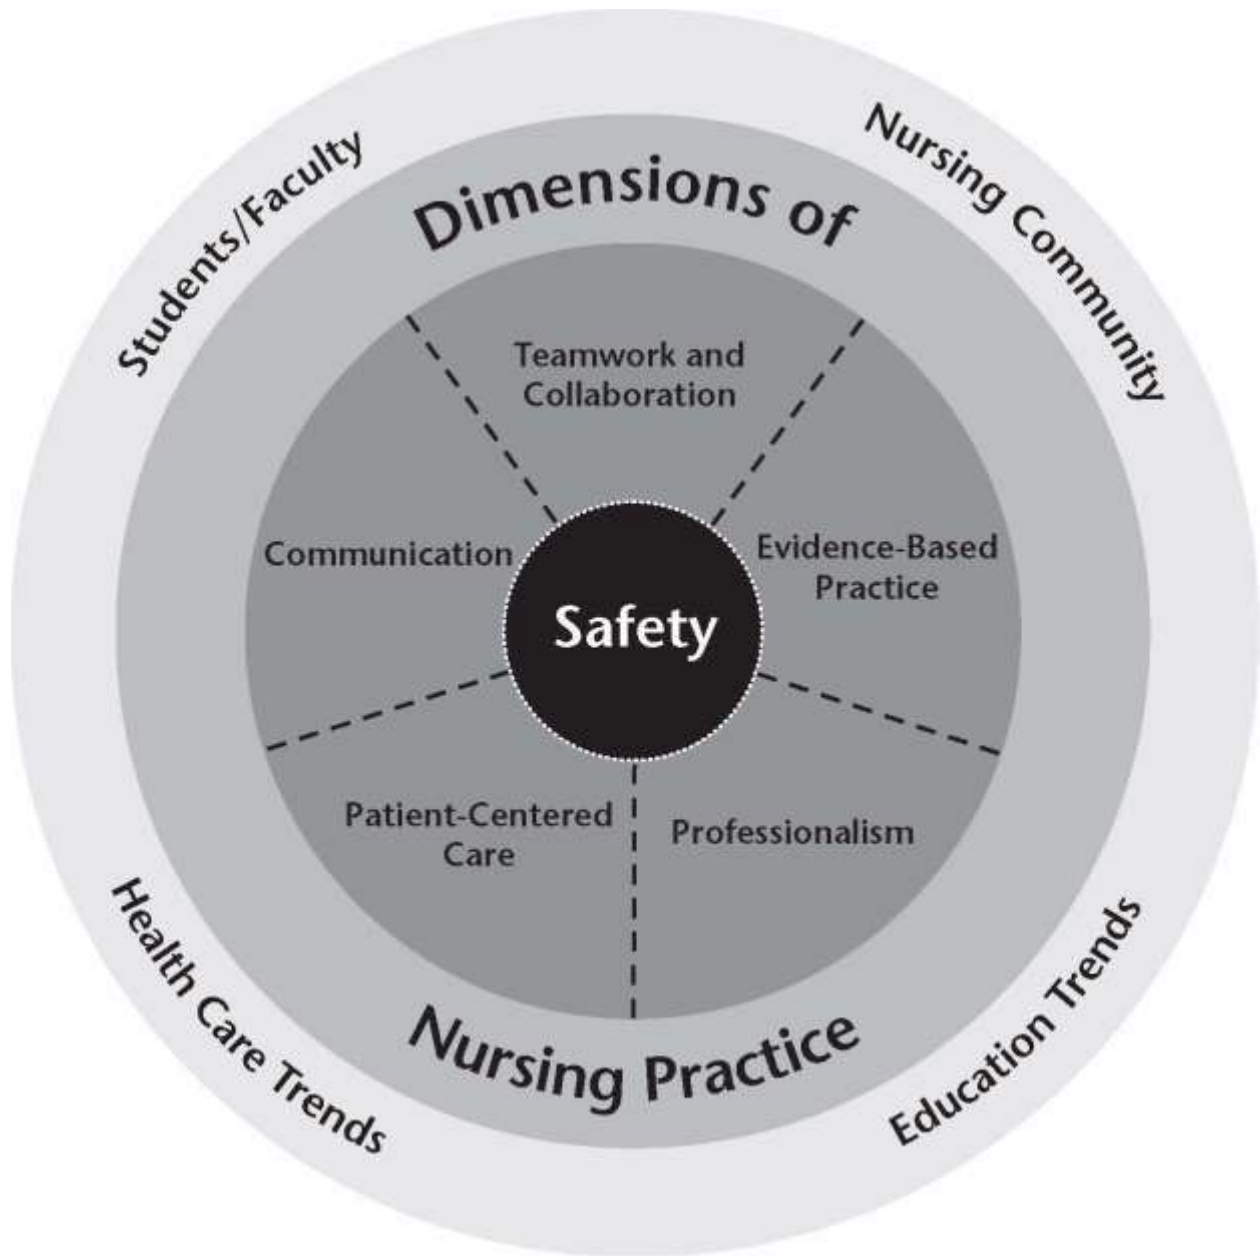 Students/Faculty
Nursing Community
Dimensions of
Teamwork and
Collaboration
Communication
Evidence-Based
Practice
Safety
Patient-Centered
Care
Professionalism
Nursing Practice
Health Care Trends
Education Trends